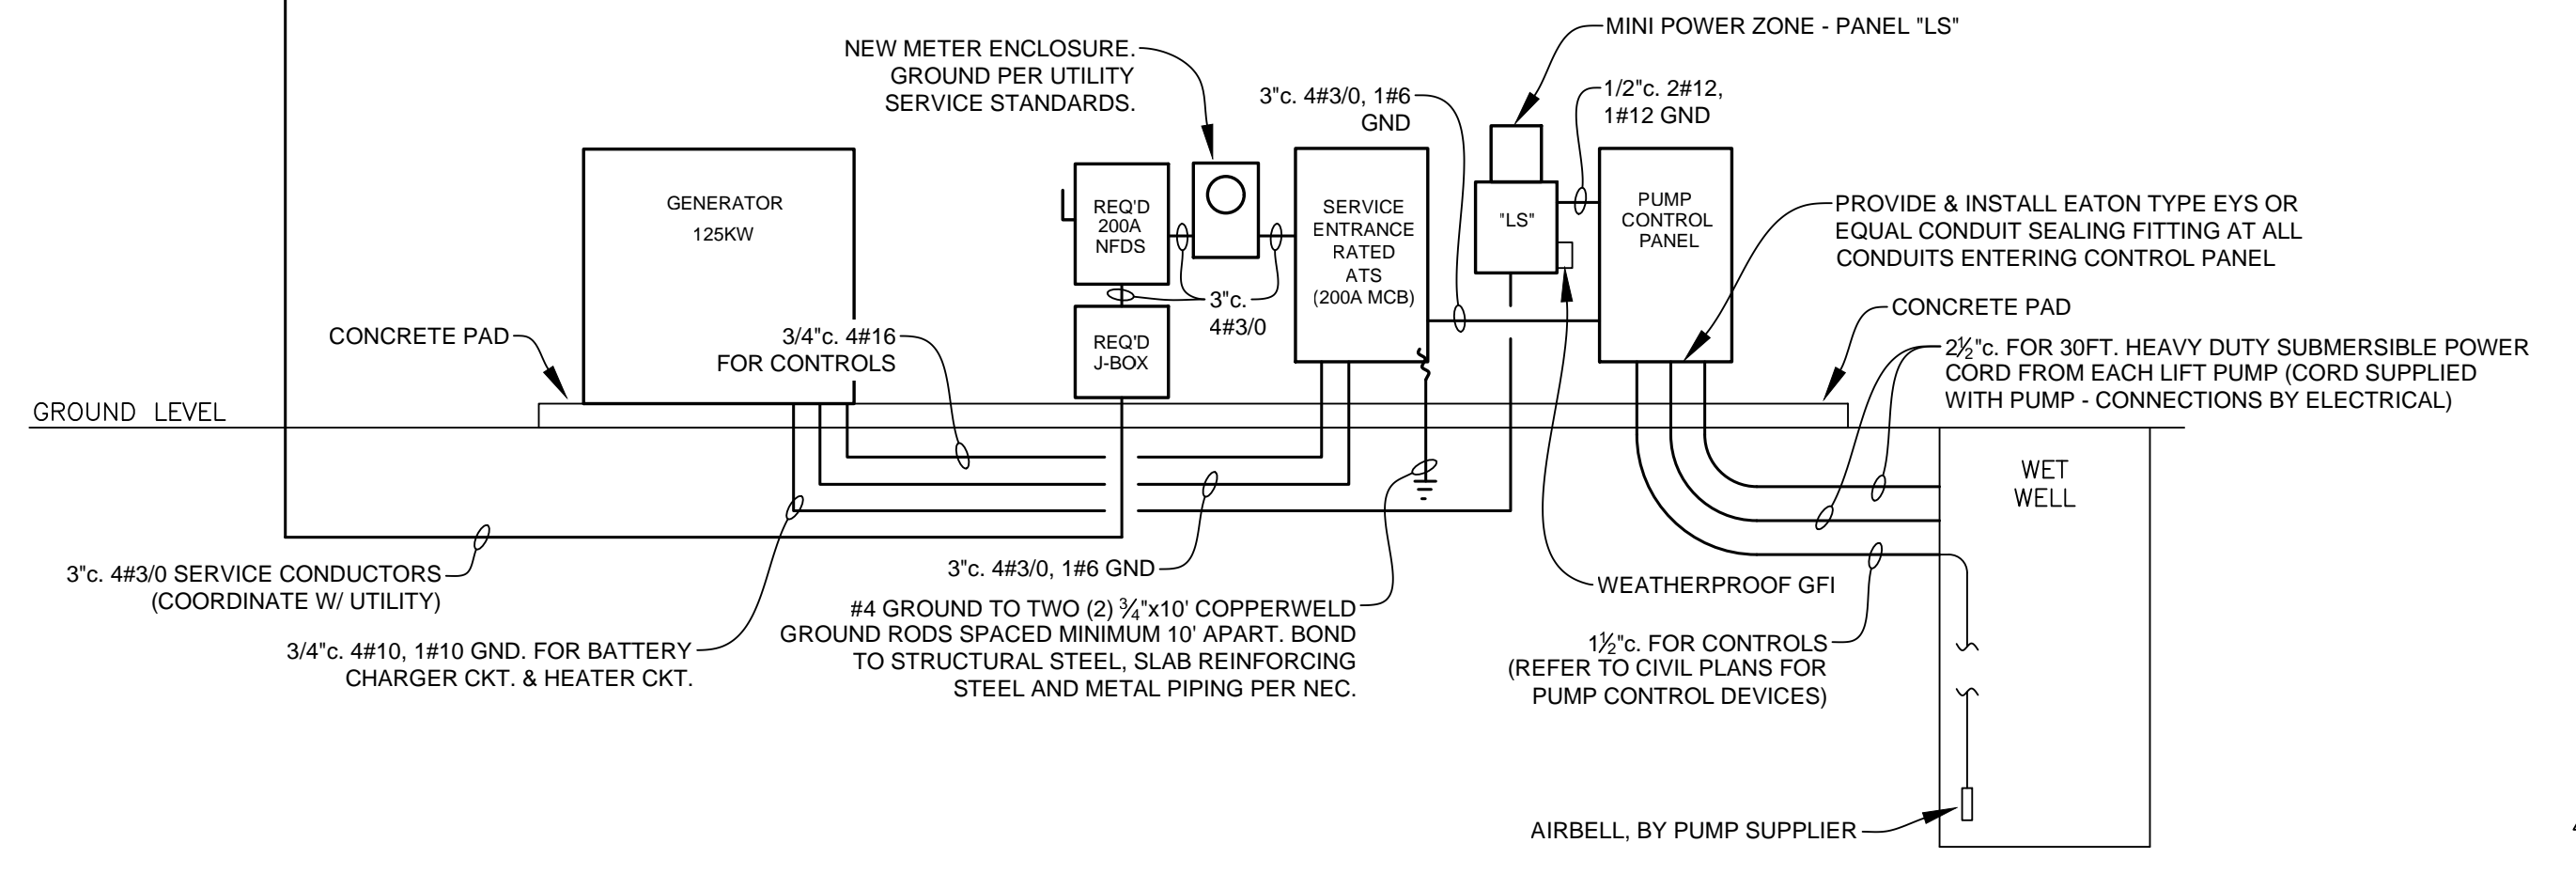 MINI POWER ZONE - PANEL "LS"
NEW METER ENCLOSURE.
GROUND PER UTILITY
SERVICE STANDARDS.
3"c. 4#3/0, 1#6
GND
1/2"c. 2#12,
1#12 GND
GENERATOR
125KW
REQ'D
200A
NFDS
SERVICE
ENTRANCE
RATED
ATS
(200A MCB)
"LS"
PUMP
CONTROL
PANEL
PROVIDE & INSTALL EATON TYPE EYS OR
EQUAL CONDUIT SEALING FITTING AT ALL
CONDUITS ENTERING CONTROL PANEL
3"c.
4#3/0
CONCRETE PAD
3/4"c. 4#16
FOR CONTROLS
REQ'D
J-BOX
CONCRETE PAD
2½"c. FOR 30FT. HEAVY DUTY SUBMERSIBLE POWER
CORD FROM EACH LIFT PUMP (CORD SUPPLIED
WITH PUMP - CONNECTIONS BY ELECTRICAL)
GROUND LEVEL
WET
WELL
3"c. 4#3/0 SERVICE CONDUCTORS
(COORDINATE W/ UTILITY)
3"c. 4#3/0, 1#6 GND
WEATHERPROOF GFI
3/4"c. 4#10, 1#10 GND. FOR BATTERY
CHARGER CKT. & HEATER CKT.
#4 GROUND TO TWO (2) ¾"x10' COPPERWELD
GROUND RODS SPACED MINIMUM 10' APART. BOND
TO STRUCTURAL STEEL, SLAB REINFORCING
STEEL AND METAL PIPING PER NEC.
1½"c. FOR CONTROLS
(REFER TO CIVIL PLANS FOR
PUMP CONTROL DEVICES)
AIRBELL, BY PUMP SUPPLIER